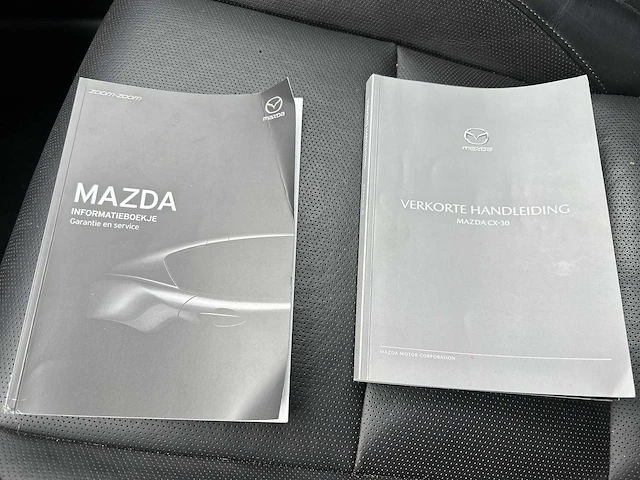 ZOOM-ZOOM
mazda
MAZDA
INFORMATIEBOEKJE
Garantie en service
mazda
VERKORTE HANDLEIDING
MAZDA CX-30
MAZDA MOTOR CORPORATION